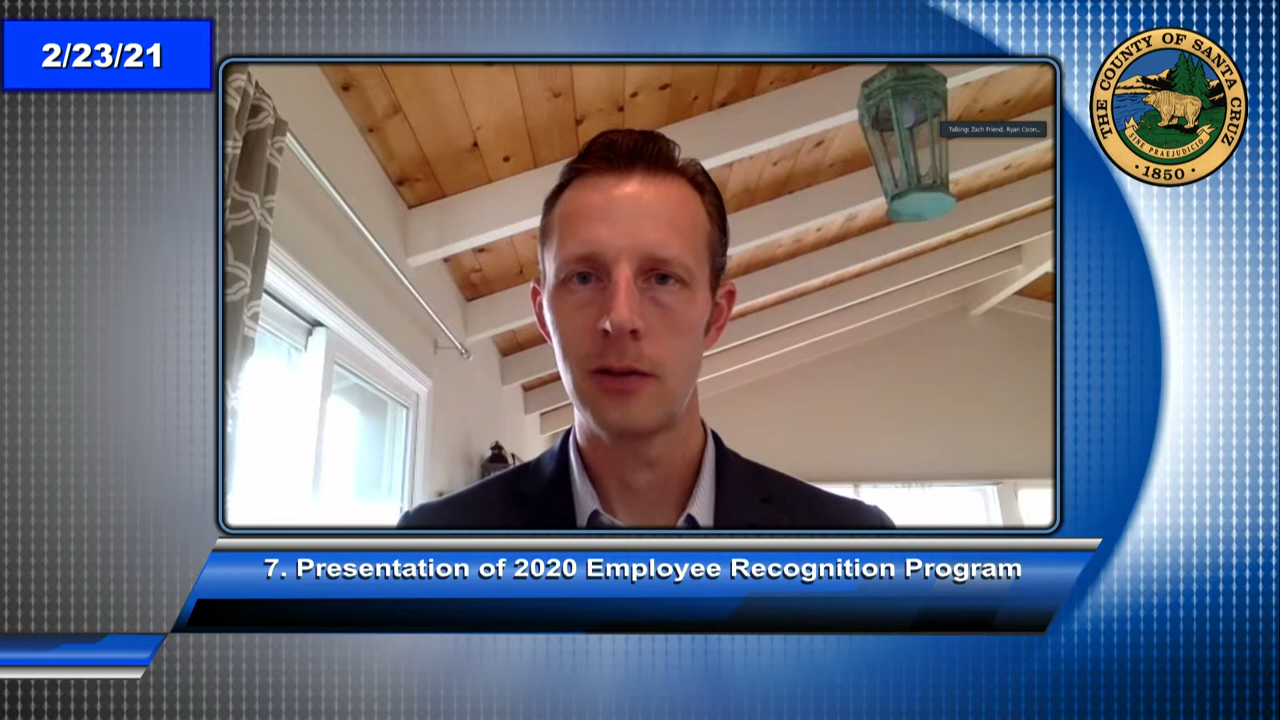 2/23/21
Talking: Zach Friend, Ryan Coon...
THE COUNTY OF SANTA CRUZ
SINE PRAEJUDICIO
• 1850 •
7. Presentation of 2020 Employee Recognition Program